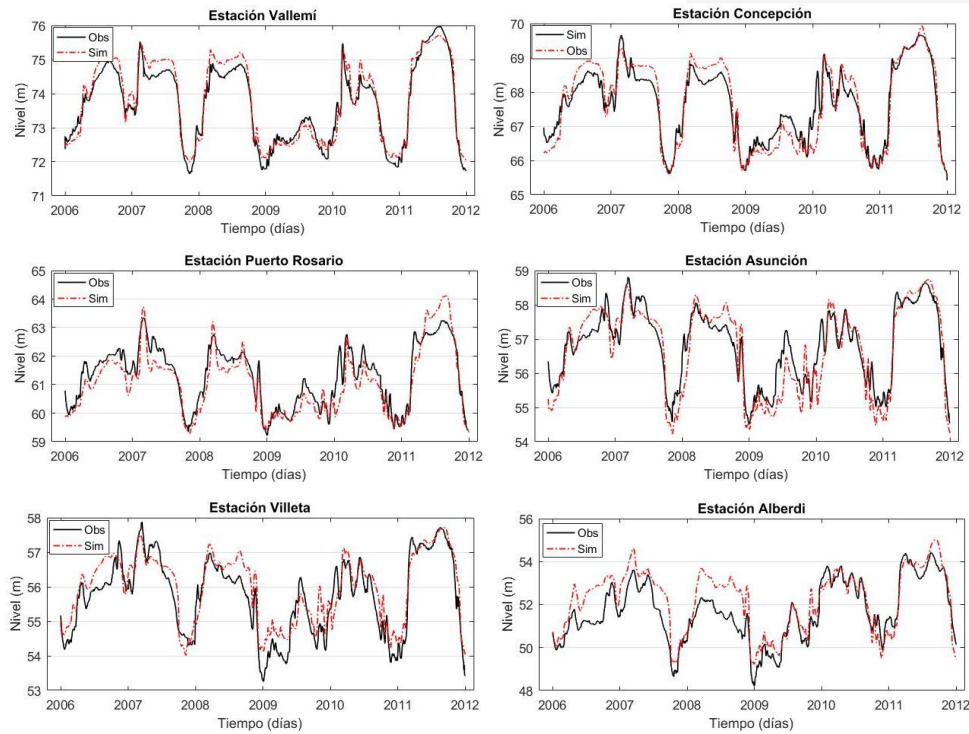 Estación Vallemí
Obs
Sim
Nivel (m)
76
75
74
73
72
71
2006 2007 2008 2009 2010 2011 2012
Tiempo (días)
Estación Concepción
Sim
Obs
Nivel (m)
70
69
68
67
66
65
2006 2007 2008 2009 2010 2011 2012
Tiempo (días)
Estación Puerto Rosario
Obs
Sim
Nivel (m)
65
64
63
62
61
60
59
2006 2007 2008 2009 2010 2011 2012
Tiempo (días)
Estación Asunción
Obs
Sim
Nivel (m)
59
58
57
56
55
54
2006 2007 2008 2009 2010 2011 2012
Tiempo (días)
Estación Villeta
Obs
Sim
Nivel (m)
58
57
56
55
54
53
2006 2007 2008 2009 2010 2011 2012
Tiempo (días)
Estación Alberdi
Obs
Sim
Nivel (m)
56
54
52
50
48
2006 2007 2008 2009 2010 2011 2012
Tiempo (días)